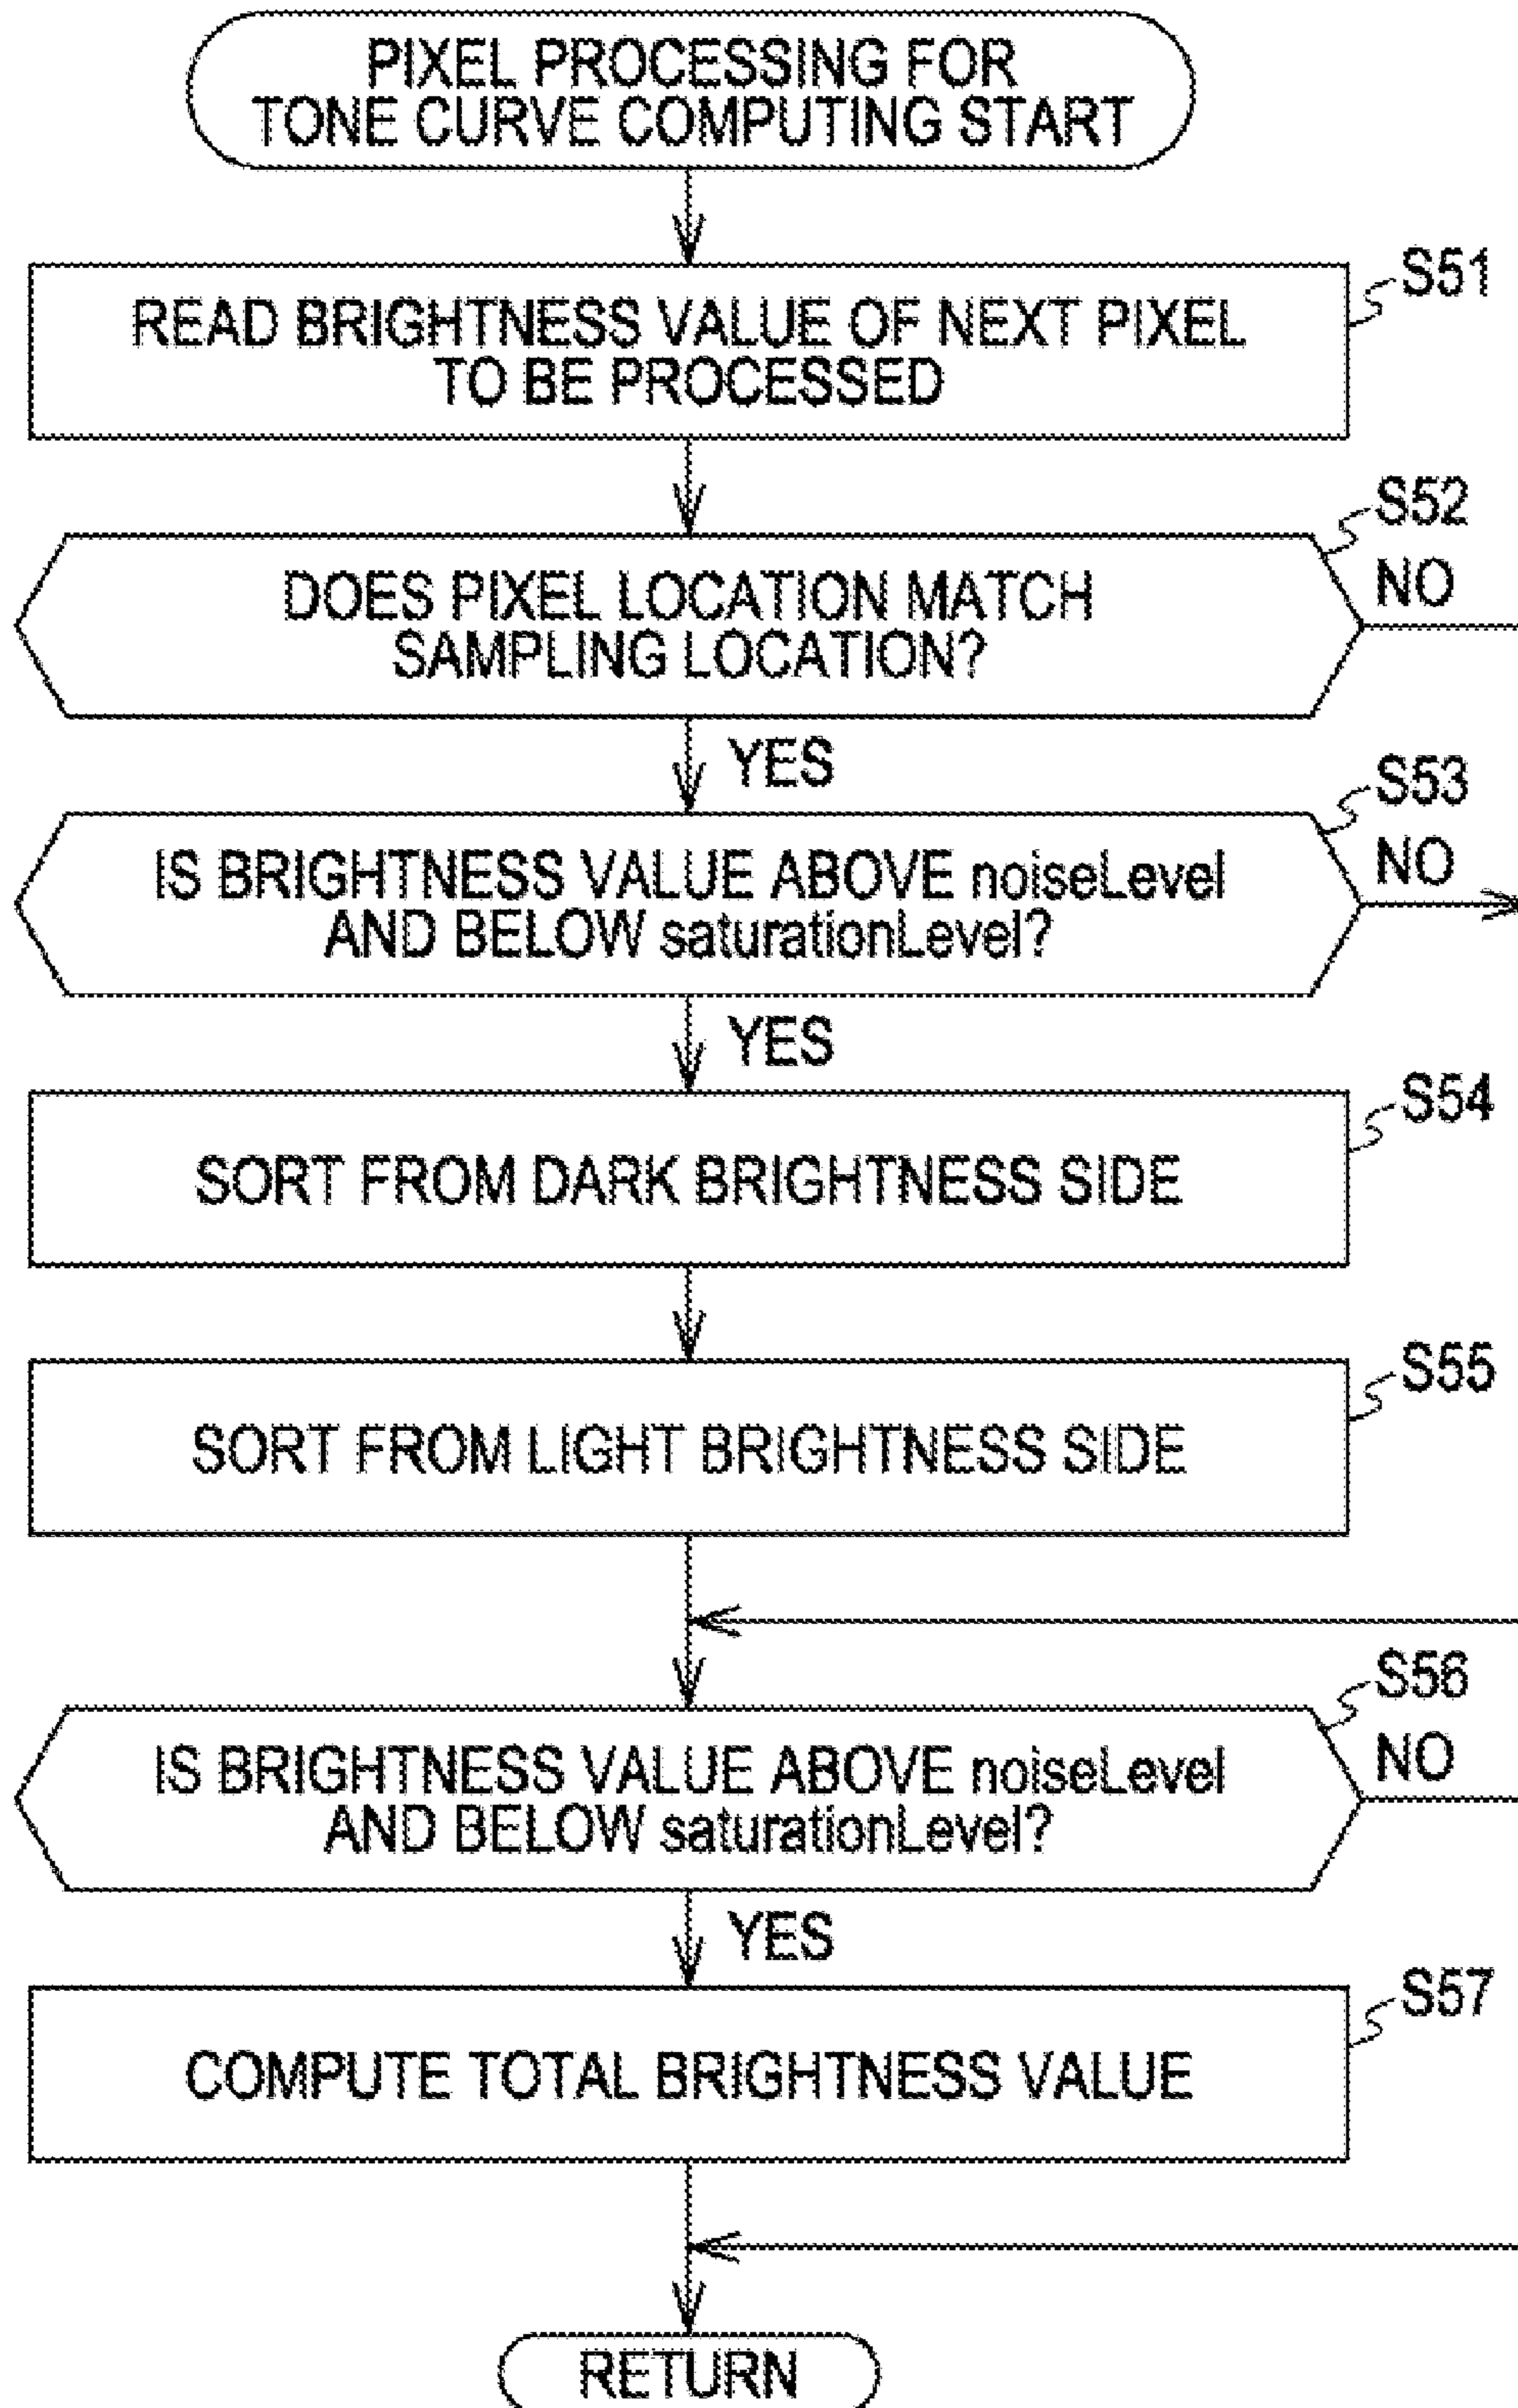 PIXEL PROCESSING FOR
TONE CURVE COMPUTING START
S51
READ BRIGHTNESS VALUE OF NEXT PIXEL
TO BE PROCESSED
S52
DOES PIXEL LOCATION MATCH
SAMPLING LOCATION?
NO
YES
S53
IS BRIGHTNESS VALUE ABOVE noiseLevel
AND BELOW saturationLevel?
NO
YES
S54
SORT FROM DARK BRIGHTNESS SIDE
S55
SORT FROM LIGHT BRIGHTNESS SIDE
S56
IS BRIGHTNESS VALUE ABOVE noiseLevel
AND BELOW saturationLevel?
NO
YES
S57
COMPUTE TOTAL BRIGHTNESS VALUE
RETURN